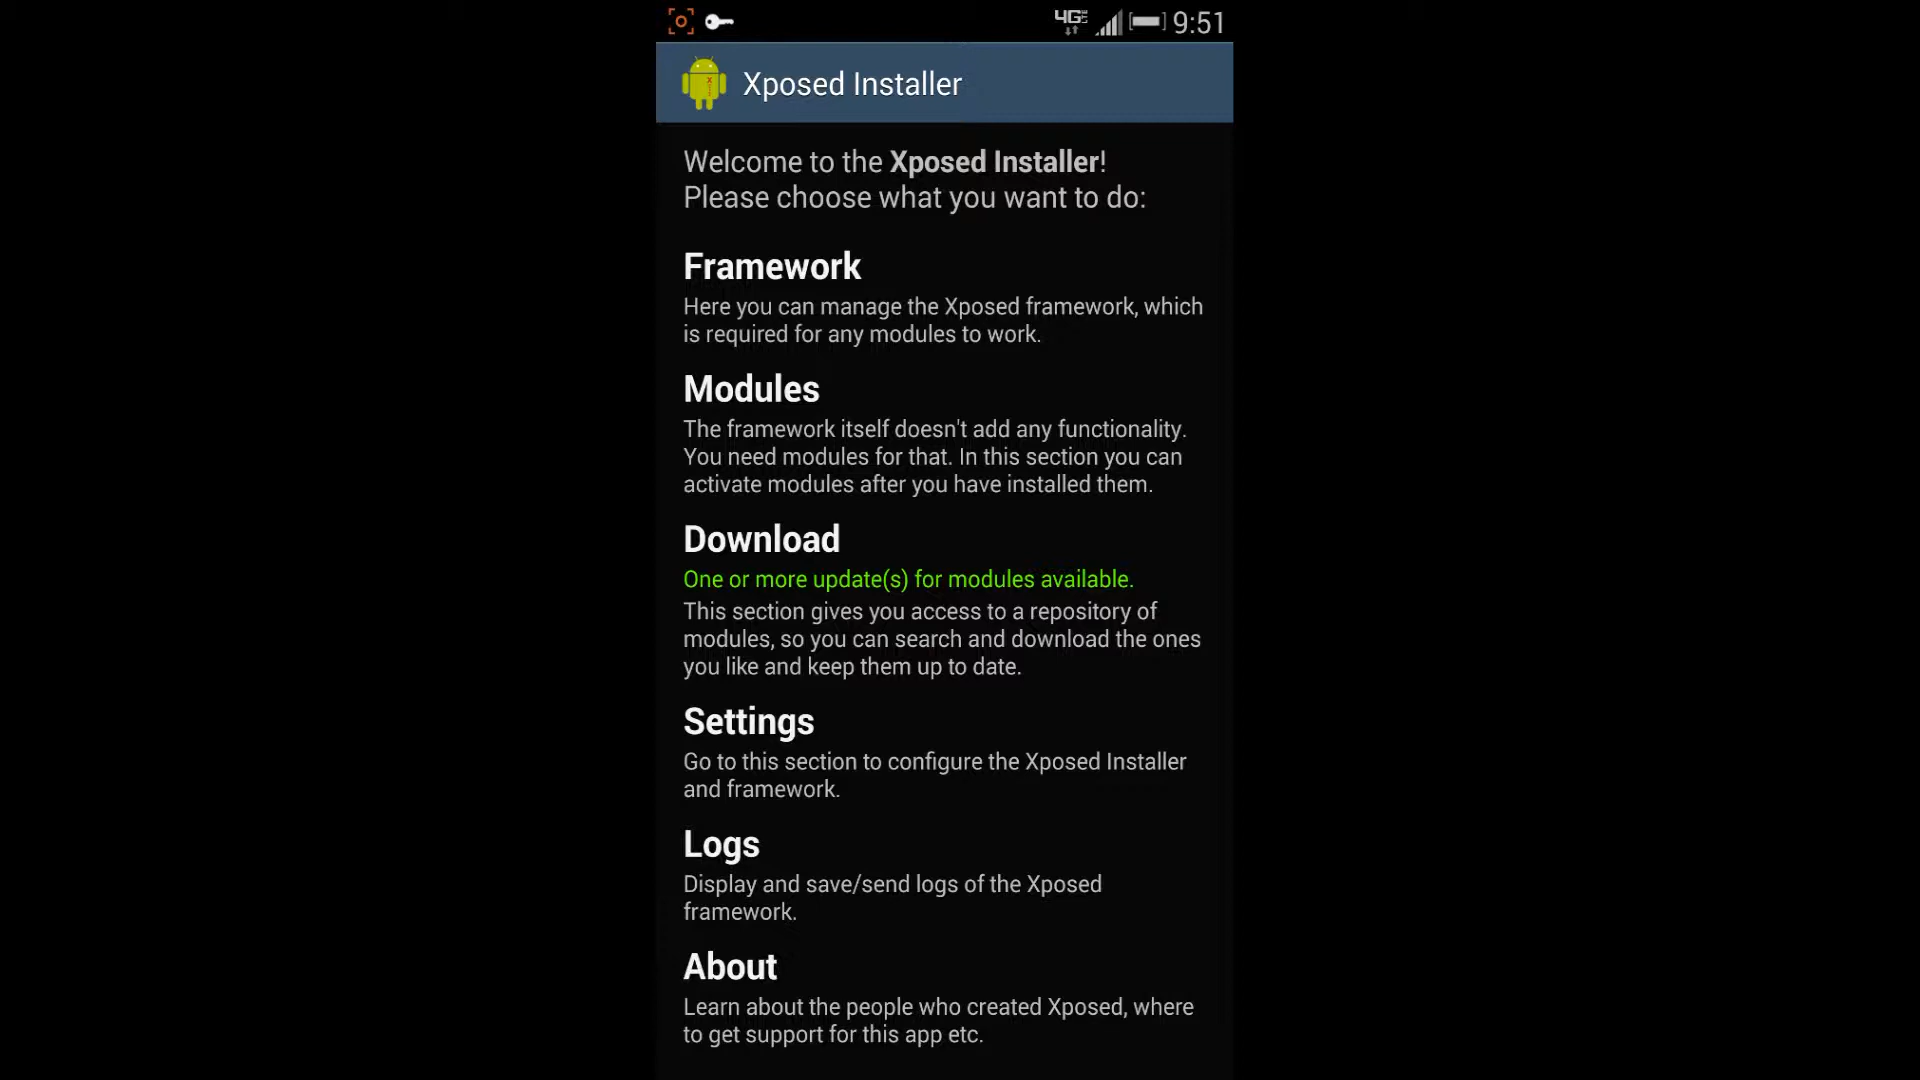 4G LTE 9:51
Xposed Installer
Welcome to the Xposed Installer!
Please choose what you want to do:
Framework
Here you can manage the Xposed framework, which
is required for any modules to work.
Modules
The framework itself doesn't add any functionality.
You need modules for that. In this section you can
activate modules after you have installed them.
Download
One or more update(s) for modules available.
This section gives you access to a repository of
modules, so you can search and download the ones
you like and keep them up to date.
Settings
Go to this section to configure the Xposed Installer
and framework.
Logs
Display and save/send logs of the Xposed
framework.
About
Learn about the people who created Xposed, where
to get support for this app etc.